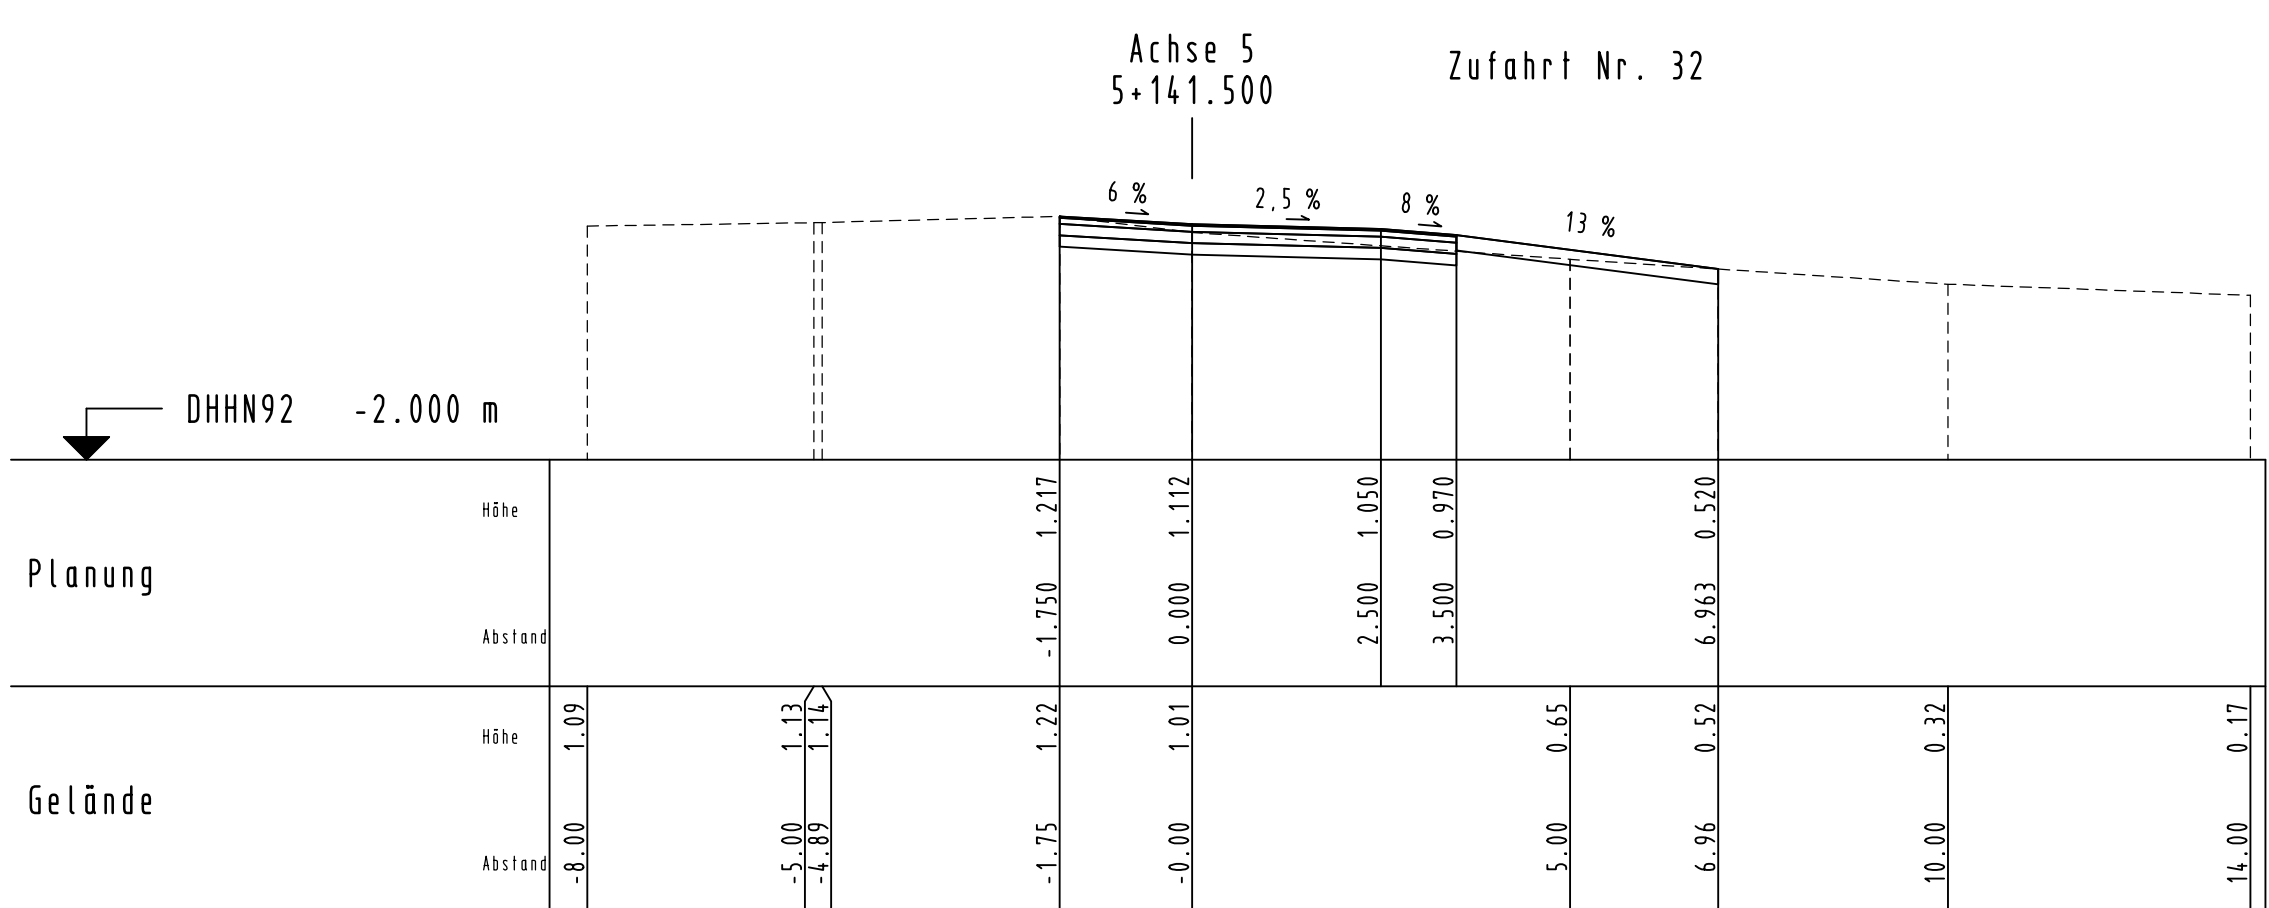 Achse 5
5+141.500
Zufahrt Nr. 32
6 %
2,5 %
8 %
13 %
DHHN92 -2.000 m
Planung
Höhe
1.217 1.112 1.050 0.970 0.520
Abstand
-1.750 0.000 2.500 3.500 6.963
Gelände
Höhe
1.09 1.13 1.14 1.22 1.01 0.65 0.52 0.32 0.17
Abstand
-8.00 -5.00 -4.89 -1.75 -0.00 5.00 6.96 10.00 14.00